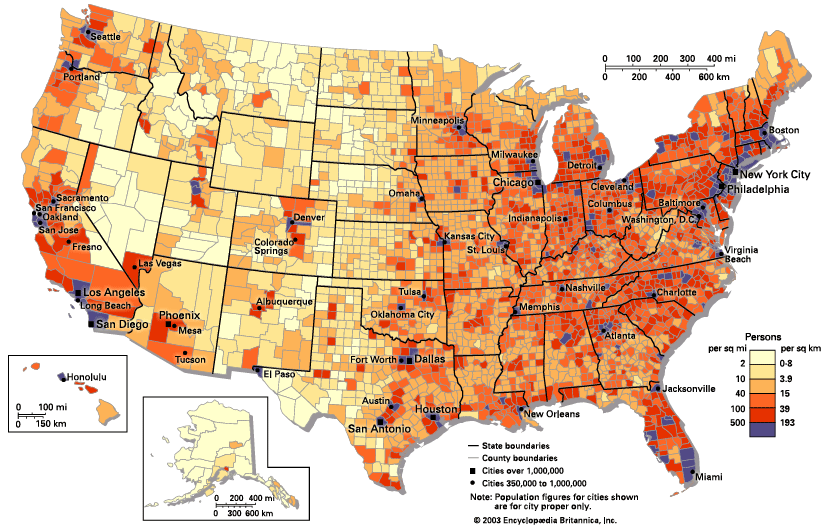 Seattle
Portland
Minneapolis
Boston
Milwaukee
Detroit
New York City
Chicago
Cleveland
Philadelphia
Omaha
Columbus
Baltimore
Sacramento
San Francisco
Oakland
Denver
Indianapolis
Washington, D.C.
San Jose
Colorado
Springs
Kansas City
St. Louis
Virginia
Beach
Fresno
Las Vegas
Los Angeles
Long Beach
Albuquerque
Tulsa
Nashville
Charlotte
Oklahoma City
Memphis
San Diego
Phoenix
Mesa
Atlanta
Tucson
El Paso
Fort Worth
Dallas
Jacksonville
Austin
Houston
New Orleans
San Antonio
Miami
Honolulu
0 100 mi
0 150 km
0 200 400 mi
0 300 600 km
0 100 200 300 400 mi
0 200 400 600 km
Persons
per sq mi per sq km
2 0-8
10 3.9
40 15
100 39
500 193
State boundaries
County boundaries
Cities over 1,000,000
Cities 350,000 to 1,000,000
Note: Population figures for cities shown
are for city proper only.
© 2003 Encyclopædia Britannica, Inc.